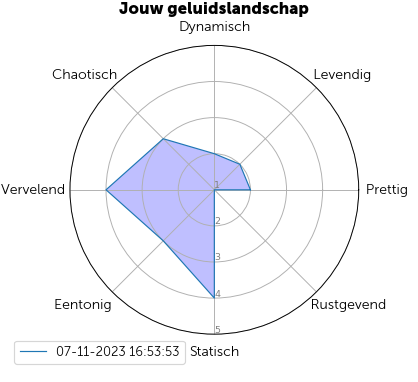 Jouw geluidslandschap
Dynamisch
Chaotisch
Levendig
Vervelend
1
Prettig
2
3
Eentonig
4
Rustgevend
5
07-11-2023 16:53:53
Statisch